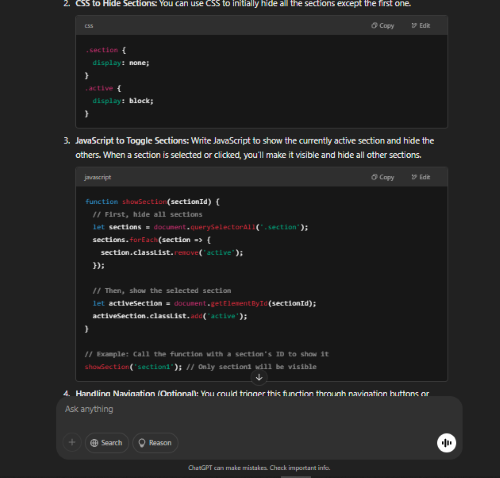 2. CSS to Hide Sections: You can use CSS to initially hide all the sections except the first one.
css
Copy
Edit
.section {
  display: none;
}
.active {
  display: block;
}
3. JavaScript to Toggle Sections: Write JavaScript to show the currently active section and hide the
others. When a section is selected or clicked, you'll make it visible and hide all other sections.
javascript
Copy
Edit
function showSection(sectionId) {
  // First, hide all sections
  let sections = document.querySelectorAll('.section');
  sections.forEach(section => {
    section.classList.remove('active');
  });

  // Then, show the selected section
  let activeSection = document.getElementById(sectionId);
  activeSection.classList.add('active');
}

// Example: Call the function with a section's ID to show it
showSection('section1'); // Only section1 will be visible
4. Handling Navigation (Optional): You could trigger this function through navigation buttons or
Ask anything
Search
Reason
ChatGPT can make mistakes. Check important info.